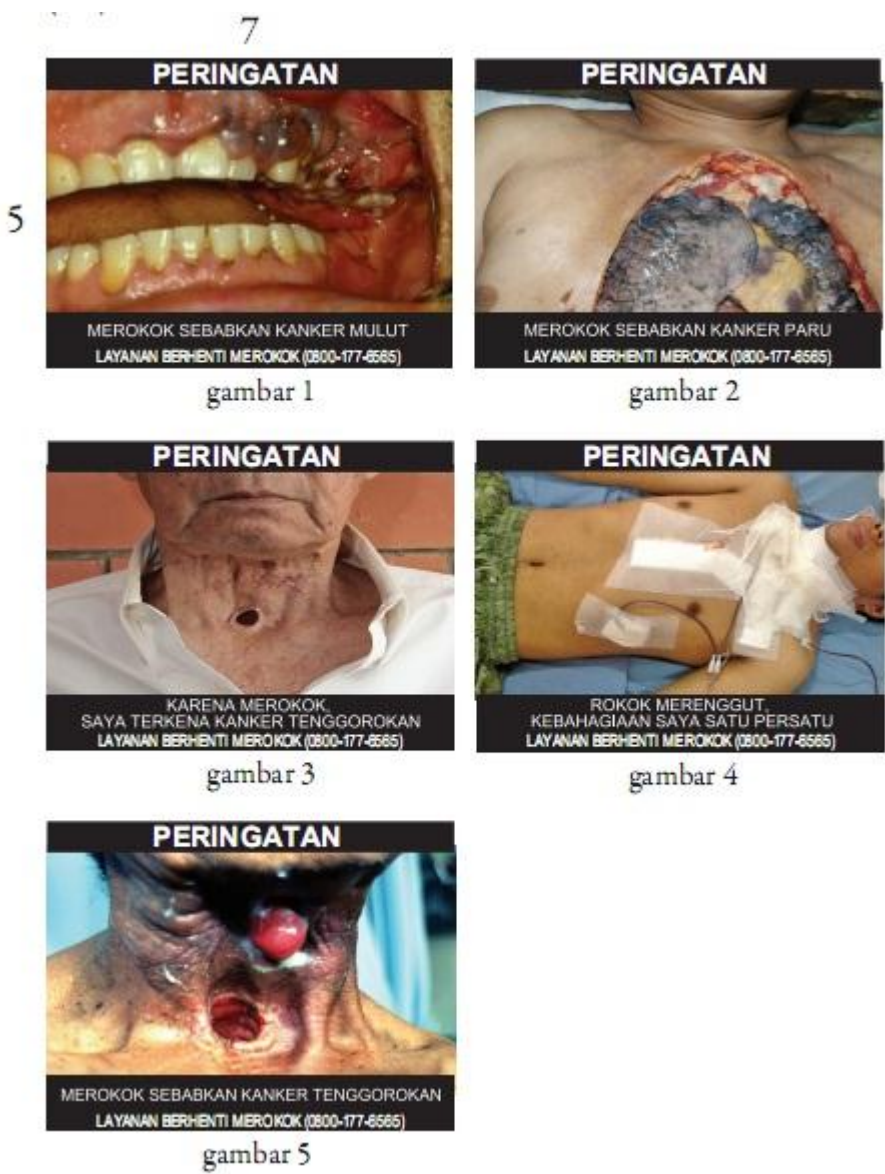 7
5
PERINGATAN
MEROKOK SEBABKAN KANKER MULUT
LAYANAN BERHENTI MEROKOK (0800-177-6565)
gambar 1
PERINGATAN
MEROKOK SEBABKAN KANKER PARU
LAYANAN BERHENTI MEROKOK (0800-177-6565)
gambar 2
PERINGATAN
KARENA MEROKOK,
SAYA TERKENA KANKER TENGGOROKAN
LAYANAN BERHENTI MEROKOK (0800-177-6565)
gambar 3
PERINGATAN
ROKOK MERENGGUT,
KEBAHAGIAAN SAYA SATU PERSATU
LAYANAN BERHENTI MEROKOK (0800-177-6565)
gambar 4
PERINGATAN
MEROKOK SEBABKAN KANKER TENGGOROKAN
LAYANAN BERHENTI MEROKOK (0800-177-6565)
gambar 5